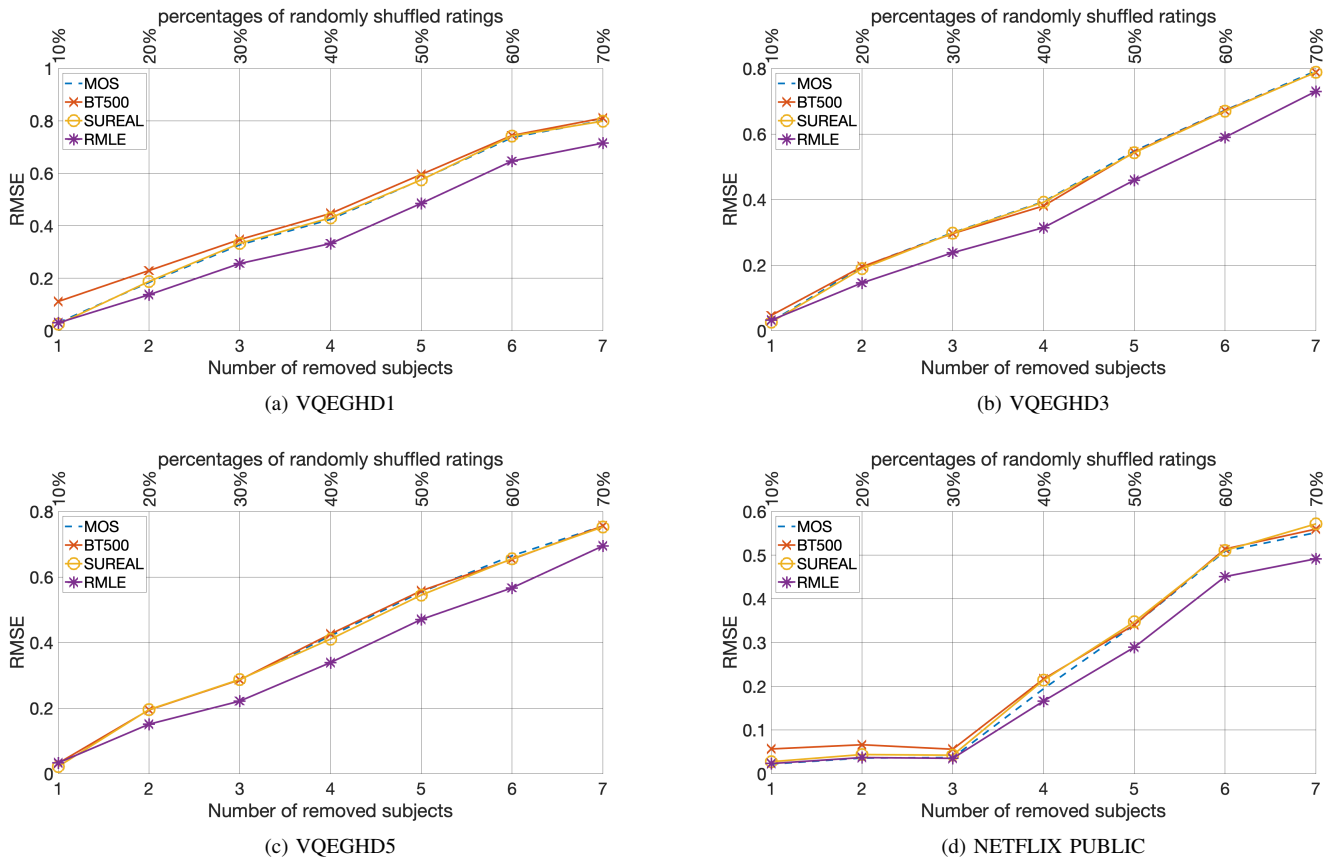 percentages of randomly shuffled ratings
10% 20% 30% 40% 50% 60% 70%
1
0.8
0.6
0.4
0.2
0
RMSE
MOS
BT500
SUREAL
RMLE
1 2 3 4 5 6 7
Number of removed subjects
(a) VQEGHD1
percentages of randomly shuffled ratings
10% 20% 30% 40% 50% 60% 70%
0.8
0.6
0.4
0.2
0
RMSE
MOS
BT500
SUREAL
RMLE
1 2 3 4 5 6 7
Number of removed subjects
(b) VQEGHD3
percentages of randomly shuffled ratings
10% 20% 30% 40% 50% 60% 70%
0.8
0.6
0.4
0.2
0
RMSE
MOS
BT500
SUREAL
RMLE
1 2 3 4 5 6 7
Number of removed subjects
(c) VQEGHD5
percentages of randomly shuffled ratings
10% 20% 30% 40% 50% 60% 70%
0.6
0.5
0.4
0.3
0.2
0.1
0
RMSE
MOS
BT500
SUREAL
RMLE
1 2 3 4 5 6 7
Number of removed subjects
(d) NETFLIX PUBLIC